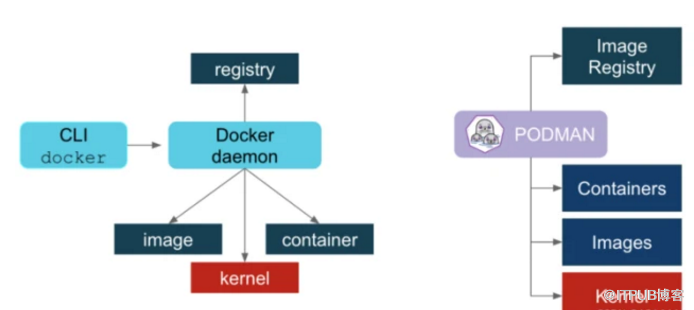 registry
CLI
docker
Docker
daemon
image
container
kernel
Image
Registry
PODMAN
Containers
Images
Kernel
@ITPUB博客